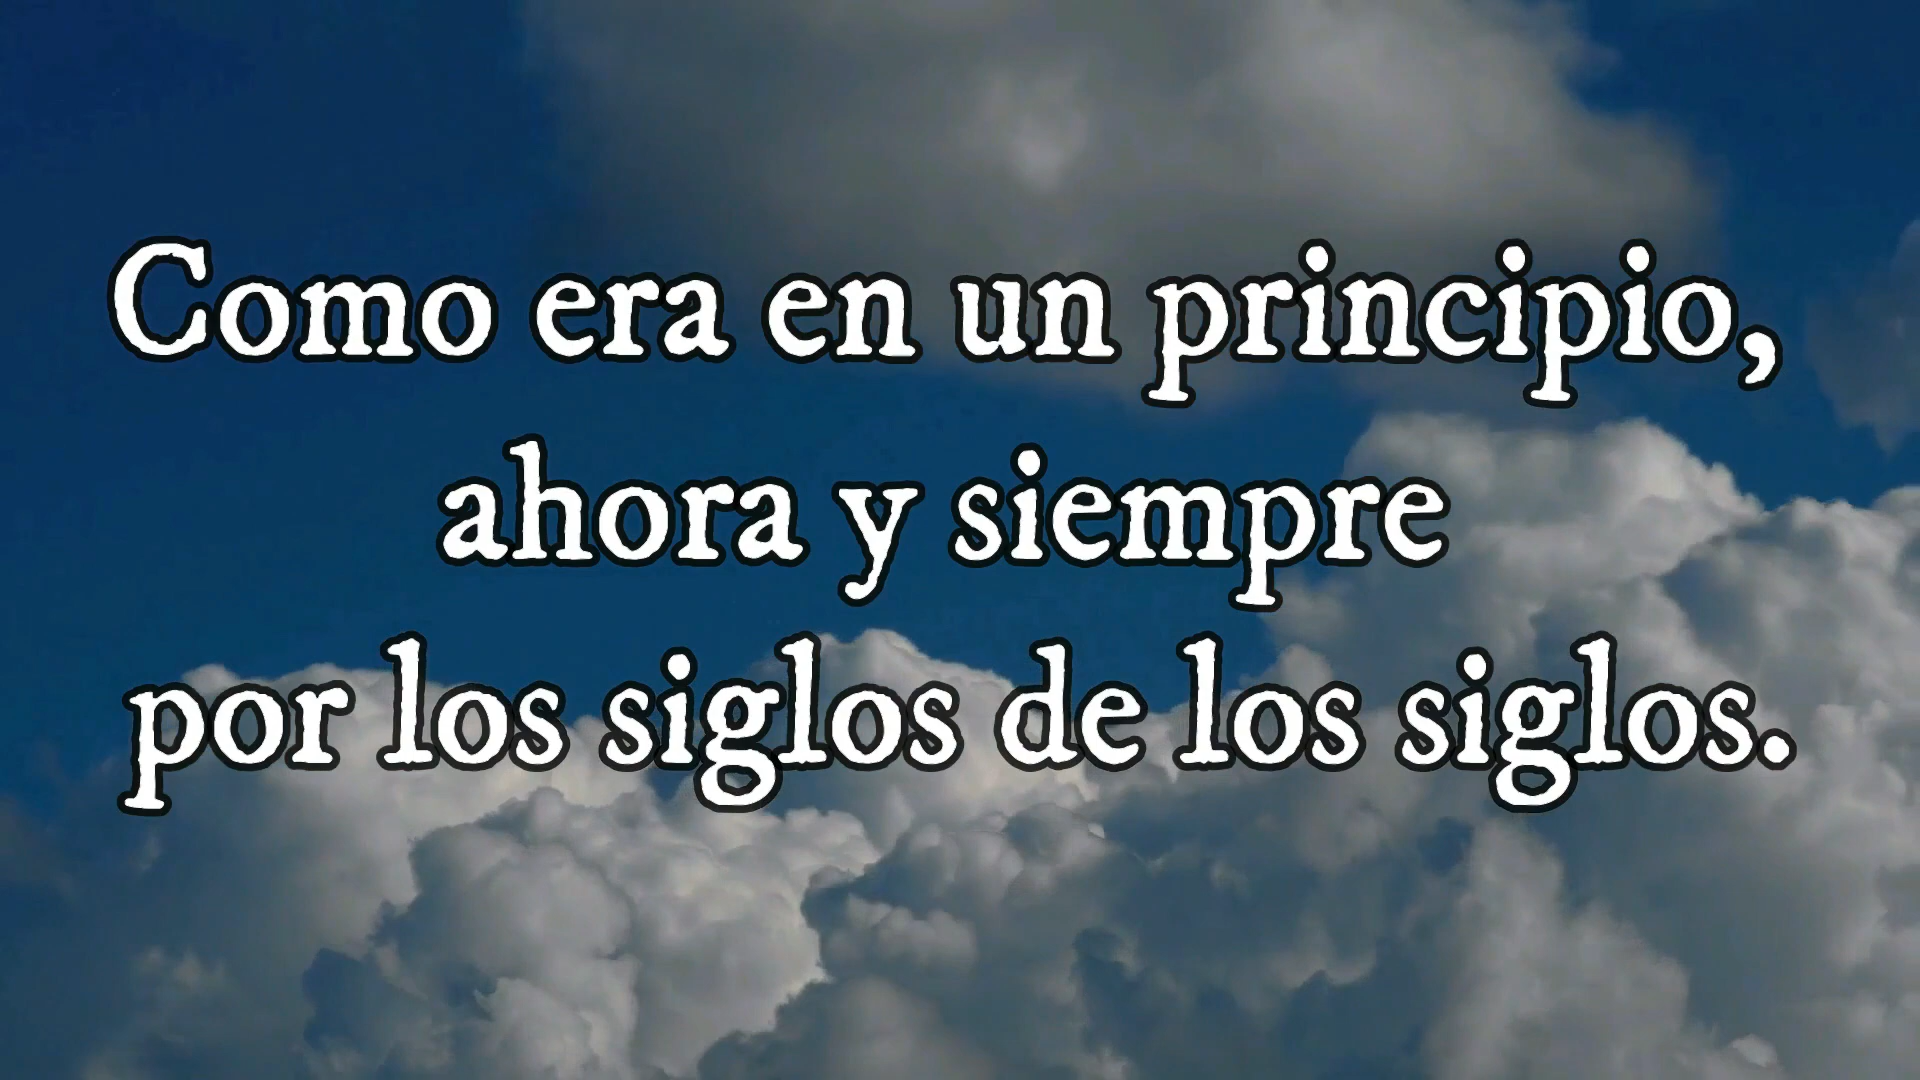 Como era en un principio,
ahora y siempre
por los siglos de los siglos.